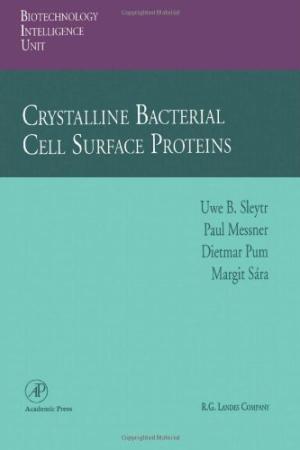 BIOTECHNOLOGY
INTELLIGENCE
UNIT
CRYSTALLINE BACTERIAL
CELL SURFACE PROTEINS
Uwe B. Sleytr
Paul Messner
Dietmar Pum
Margit Sára
AP
Academic Press
R.G. LANDES COMPANY